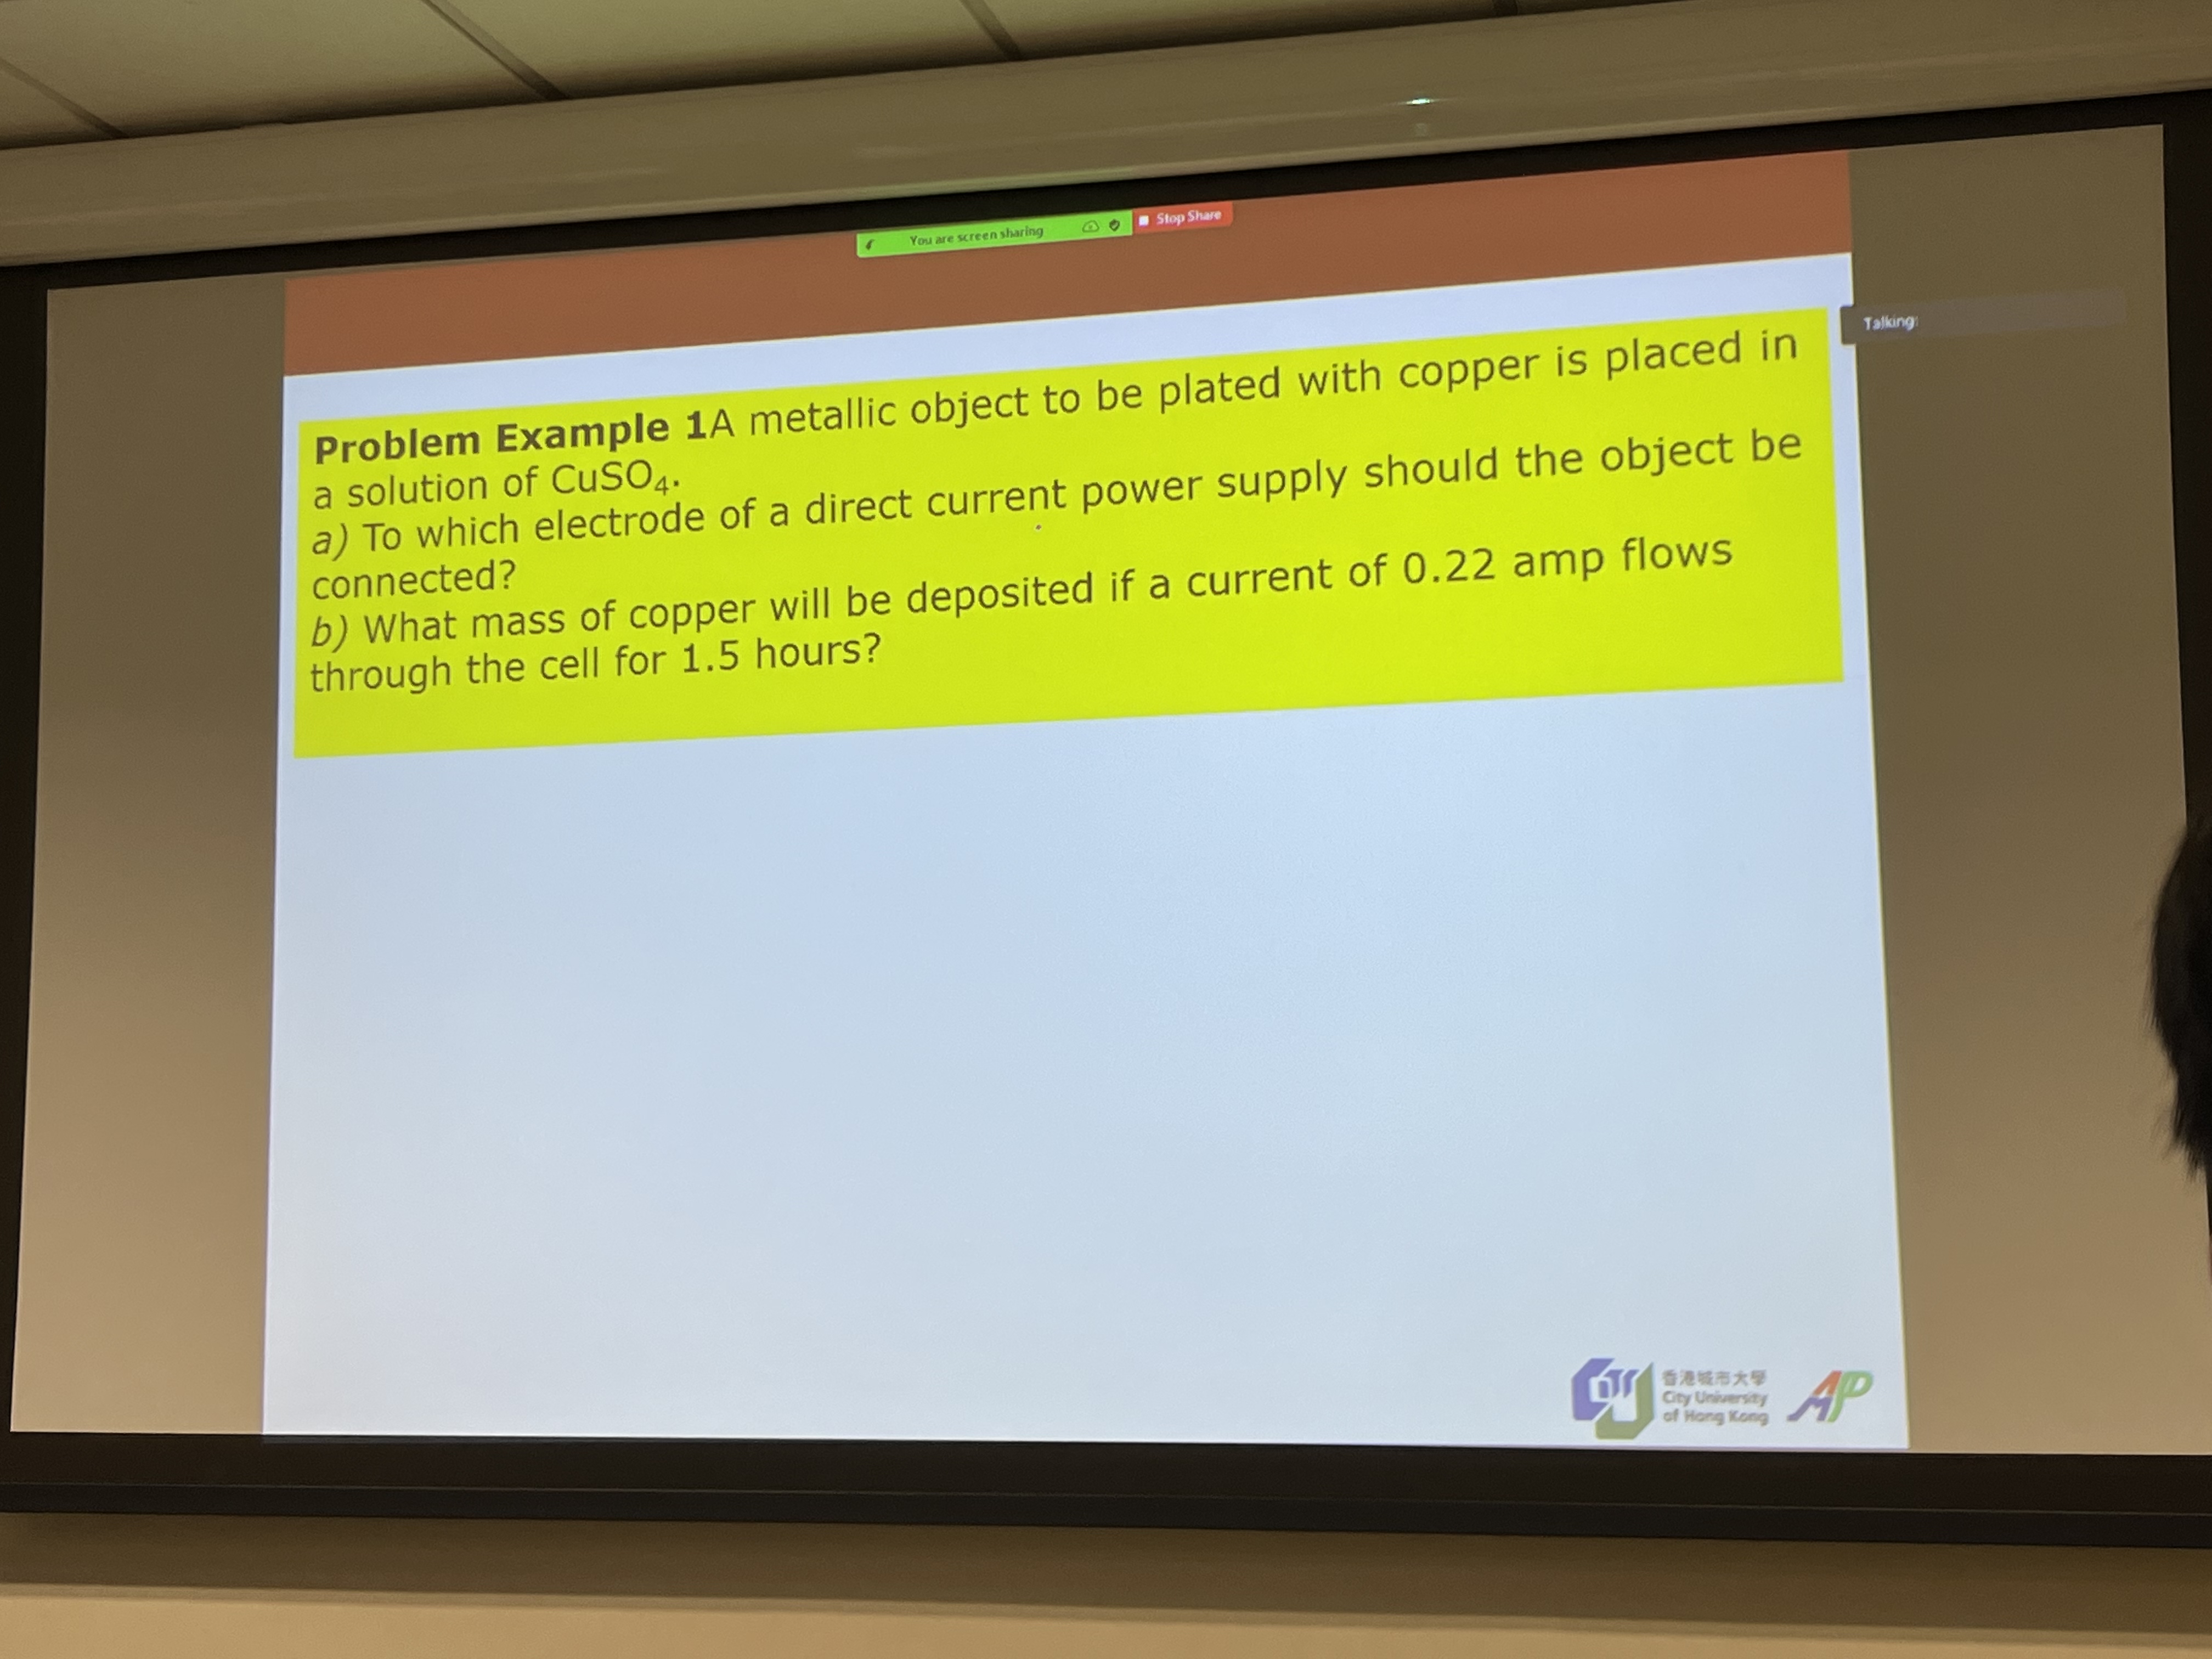 You are screen sharing
Stop Share
Talking:
Problem Example 1A metallic object to be plated with copper is placed in
a solution of CuSO₄.
a) To which electrode of a direct current power supply should the object be
connected?
b) What mass of copper will be deposited if a current of 0.22 amp flows
through the cell for 1.5 hours?
香港城市大學
City University
of Hong Kong
AP